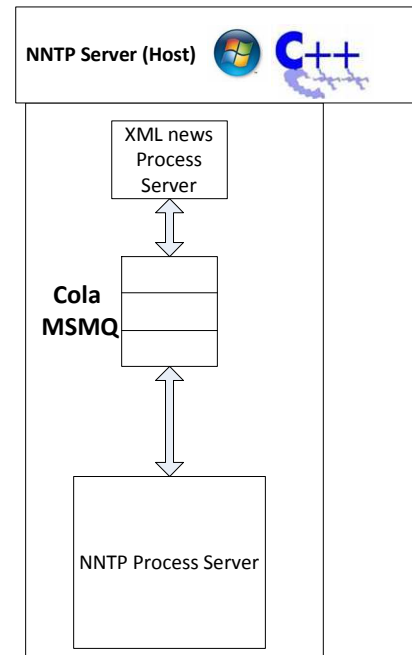 NNTP Server (Host)
C++
XML news
Process
Server
Cola
MSMQ
NNTP Process Server